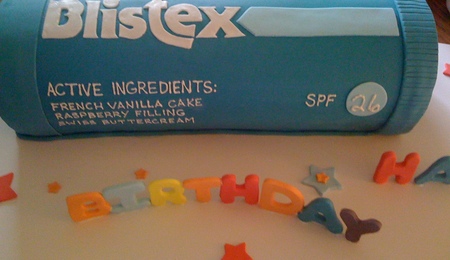 Blistex
ACTIVE INGREDIENTS:
FRENCH VANILLA CAKE
RASPBERRY FILLING
SWISS BUTTERCREAM
SPF 26
HA
BIRTHDAY